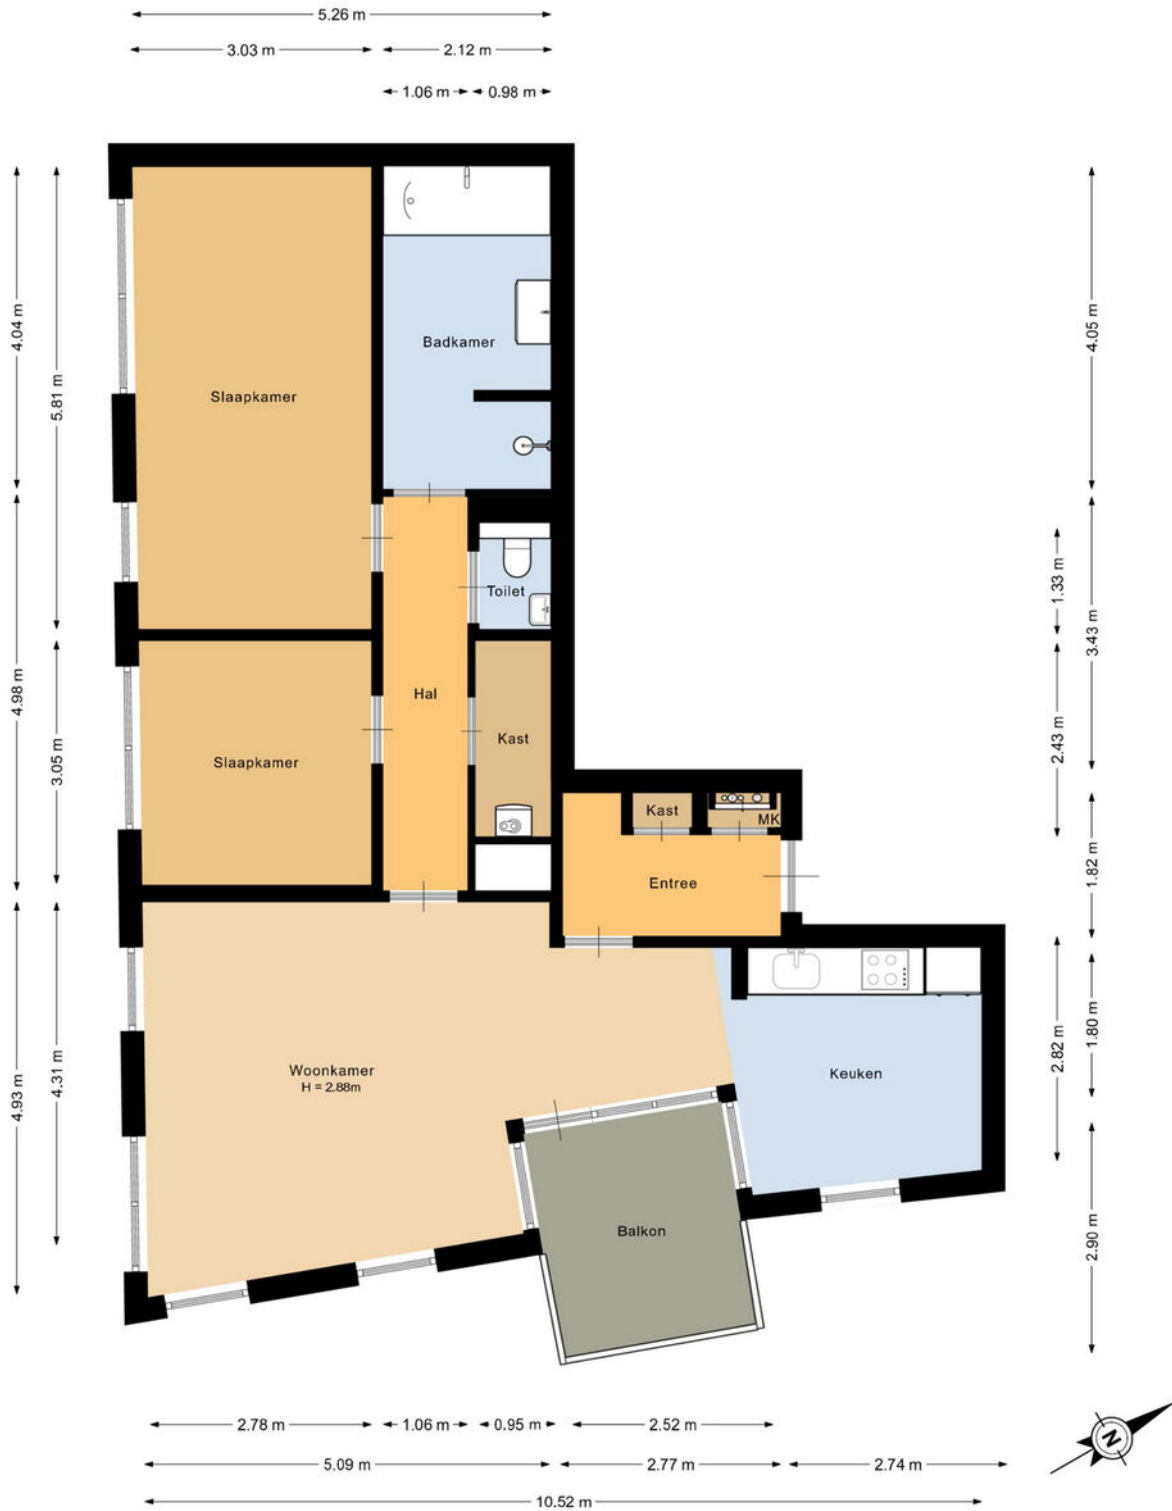 5.26 m
3.03 m
2.12 m
1.06 m
0.98 m
4.04 m
5.81 m
4.05 m
Badkamer
Slaapkamer
4.98 m
1.33 m
3.43 m
Toilet
Hal
Kast
3.05 m
Slaapkamer
2.43 m
Kast
MK
1.82 m
Entree
4.93 m
4.31 m
Woonkamer
H = 2.88m
Keuken
2.82 m
1.80 m
2.90 m
Balkon
2.78 m
1.06 m
0.95 m
2.52 m
5.09 m
2.77 m
2.74 m
10.52 m
N